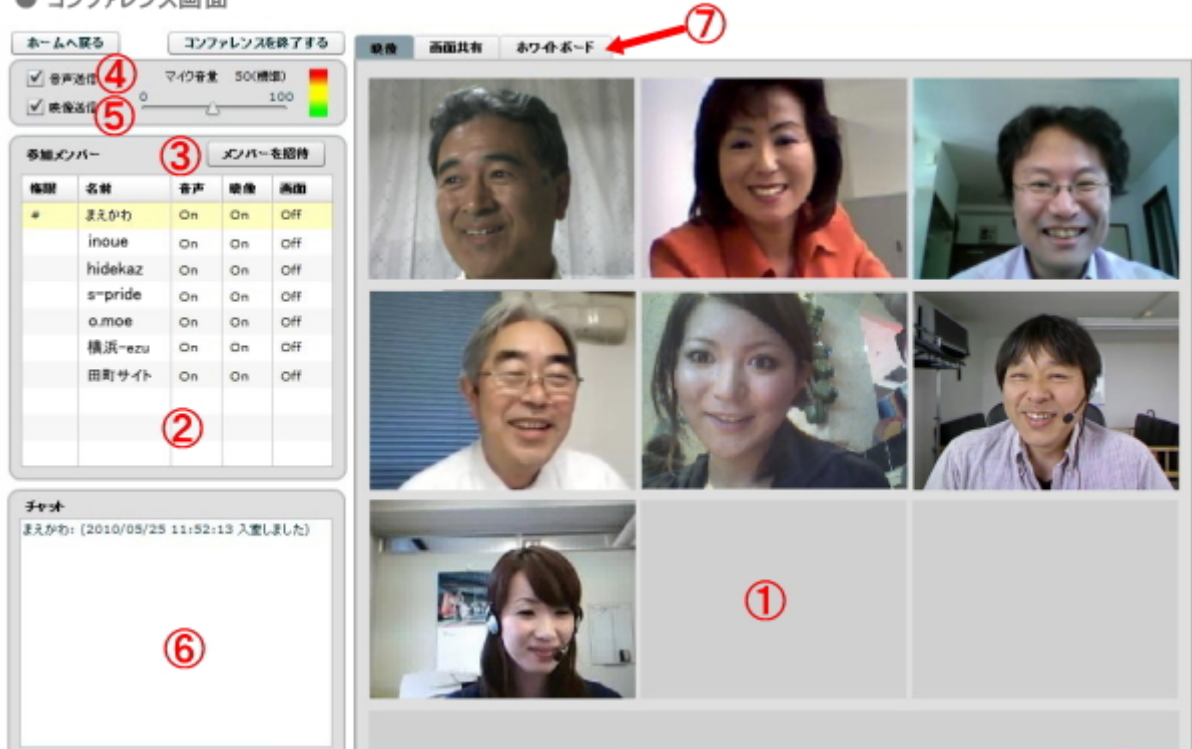 ● コンファレンス画面
ホームへ戻る コンファレンスを終了する
映像 画面共有 ホワイトボード ⑦
音声送信 ④ マイク音量 50(標準)
映像送信 ⑤ 0 100
参加メンバー ③ メンバーを招待
権限 名前 音声 映像 画面
# まえかわ On On Off
inoue On On Off
hidekaz On On Off
s-pride On On Off
o.moe On On Off
横浜-ezu On On Off
田町サイト On On Off
②
チャット
まえかわ: (2010/05/25 11:52:13 入室しました)
①
⑥